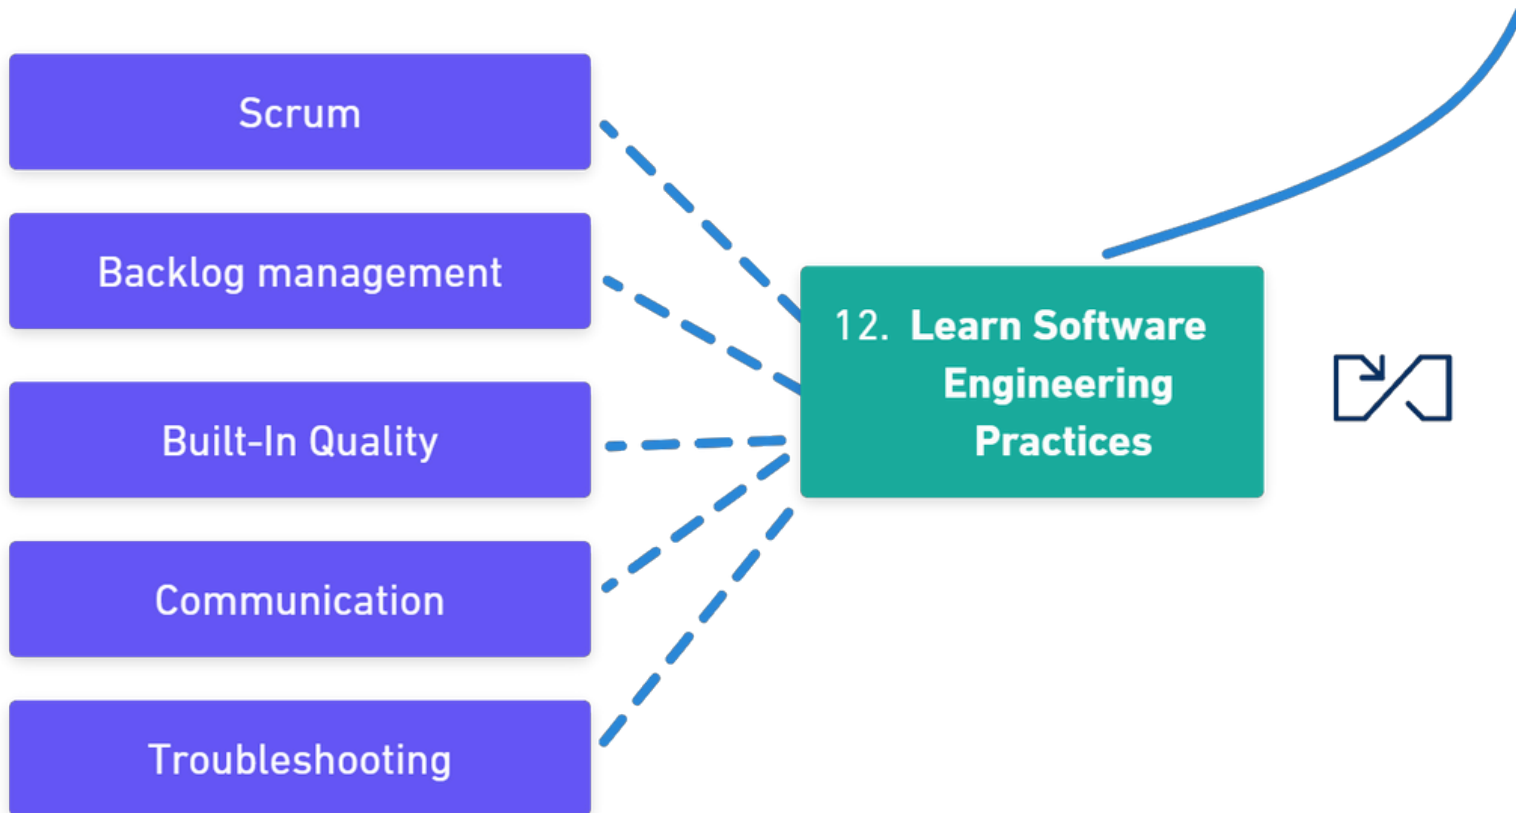 Scrum
Backlog management
Built-In Quality
Communication
Troubleshooting
12. Learn Software
Engineering
Practices